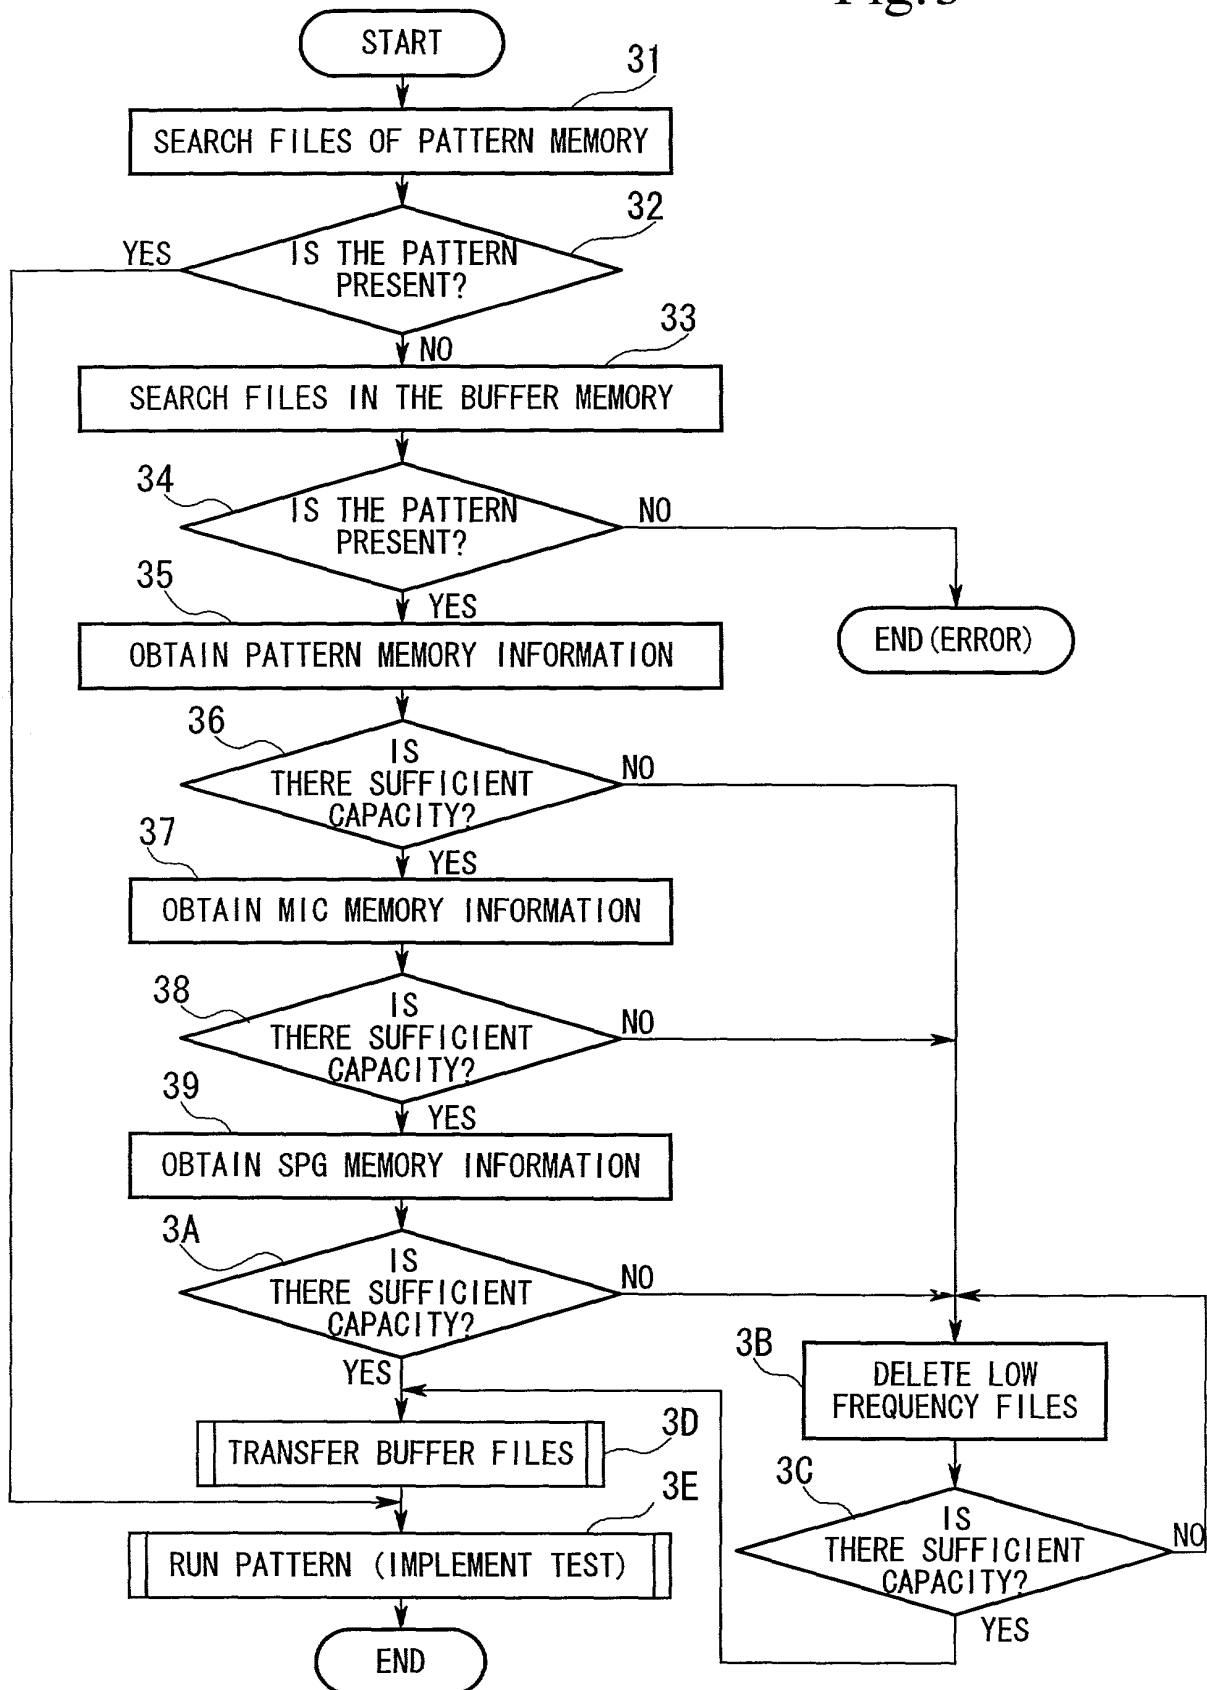 Fig.3
START
31
SEARCH FILES OF PATTERN MEMORY
32
YES
IS THE PATTERN
PRESENT?
33
NO
SEARCH FILES IN THE BUFFER MEMORY
34
IS THE PATTERN
PRESENT?
NO
35
YES
OBTAIN PATTERN MEMORY INFORMATION
END(ERROR)
36
IS
THERE SUFFICIENT
CAPACITY?
NO
37
YES
OBTAIN MIC MEMORY INFORMATION
38
IS
THERE SUFFICIENT
CAPACITY?
NO
39
YES
OBTAIN SPG MEMORY INFORMATION
3A
IS
THERE SUFFICIENT
CAPACITY?
NO
YES
3B
DELETE LOW
FREQUENCY FILES
3D
TRANSFER BUFFER FILES
3C
IS
THERE SUFFICIENT
CAPACITY?
NO
YES
3E
RUN PATTERN (IMPLEMENT TEST)
END